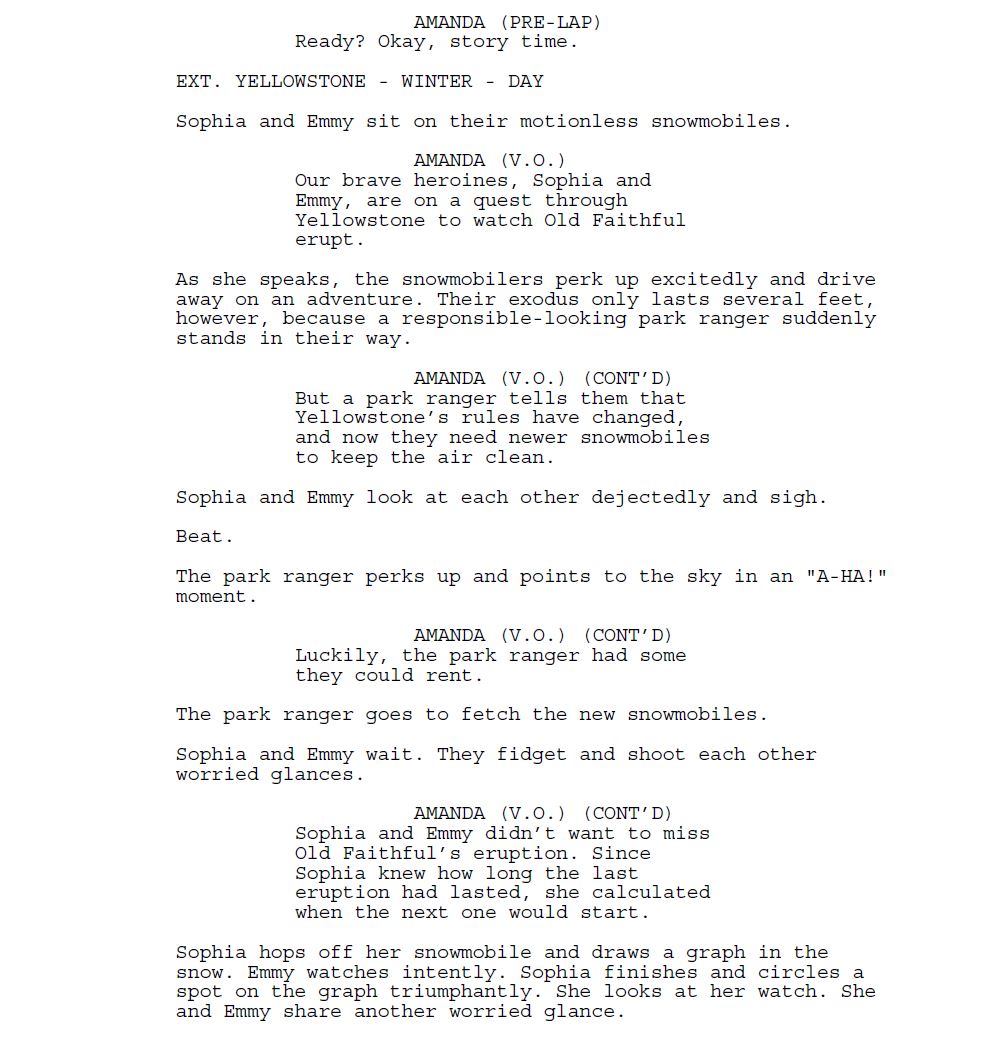 AMANDA (PRE-LAP)
Ready? Okay, story time.
EXT. YELLOWSTONE - WINTER - DAY
Sophia and Emmy sit on their motionless snowmobiles.
AMANDA (V.O.)
Our brave heroines, Sophia and
Emmy, are on a quest through
Yellowstone to watch Old Faithful
erupt.
As she speaks, the snowmobilers perk up excitedly and drive
away on an adventure. Their exodus only lasts several feet,
however, because a responsible-looking park ranger suddenly
stands in their way.
AMANDA (V.O.) (CONT'D)
But a park ranger tells them that
Yellowstone's rules have changed,
and now they need newer snowmobiles
to keep the air clean.
Sophia and Emmy look at each other dejectedly and sigh.
Beat.
The park ranger perks up and points to the sky in an "A-HA!"
moment.
AMANDA (V.O.) (CONT'D)
Luckily, the park ranger had some
they could rent.
The park ranger goes to fetch the new snowmobiles.
Sophia and Emmy wait. They fidget and shoot each other
worried glances.
AMANDA (V.O.) (CONT'D)
Sophia and Emmy didn't want to miss
Old Faithful's eruption. Since
Sophia knew how long the last
eruption had lasted, she calculated
when the next one would start.
Sophia hops off her snowmobile and draws a graph in the
snow. Emmy watches intently. Sophia finishes and circles a
spot on the graph triumphantly. She looks at her watch. She
and Emmy share another worried glance.